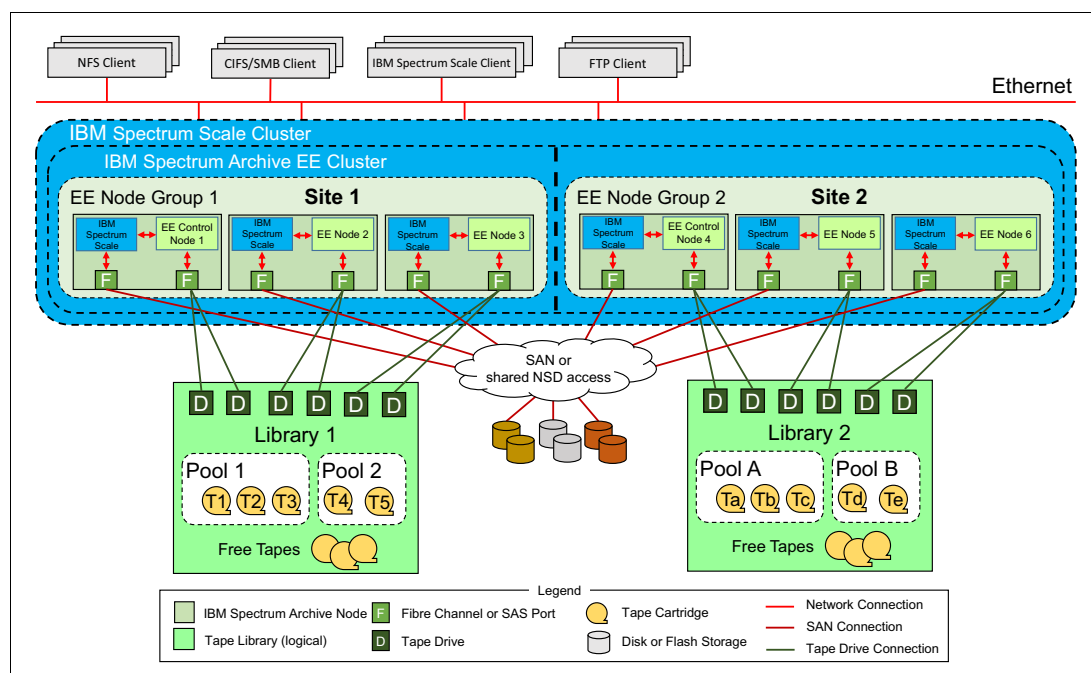 NFS Client
CIFS/SMB Client
IBM Spectrum Scale Client
FTP Client
Ethernet
IBM Spectrum Scale Cluster
IBM Spectrum Archive EE Cluster
EE Node Group 1
Site 1
EE Node Group 2
Site 2
IBM
Spectrum
Scale
EE Control
Node 1
IBM
Spectrum
Scale
EE Node 2
IBM
Spectrum
Scale
EE Node 3
IBM
Spectrum
Scale
EE Control
Node 4
IBM
Spectrum
Scale
EE Node 5
IBM
Spectrum
Scale
EE Node 6
F F F F F F F F F F F F
SAN or
shared NSD access
D D D D D D
D D D D D D
Library 1
Pool 1
T1 T2 T3
Pool 2
T4 T5
Free Tapes
Library 2
Pool A
Ta Tb Tc
Pool B
Td Te
Free Tapes
Legend
IBM Spectrum Archive Node
F Fibre Channel or SAS Port
Tape Cartridge
Network Connection
SAN Connection
Tape Library (logical)
D Tape Drive
Disk or Flash Storage
Tape Drive Connection